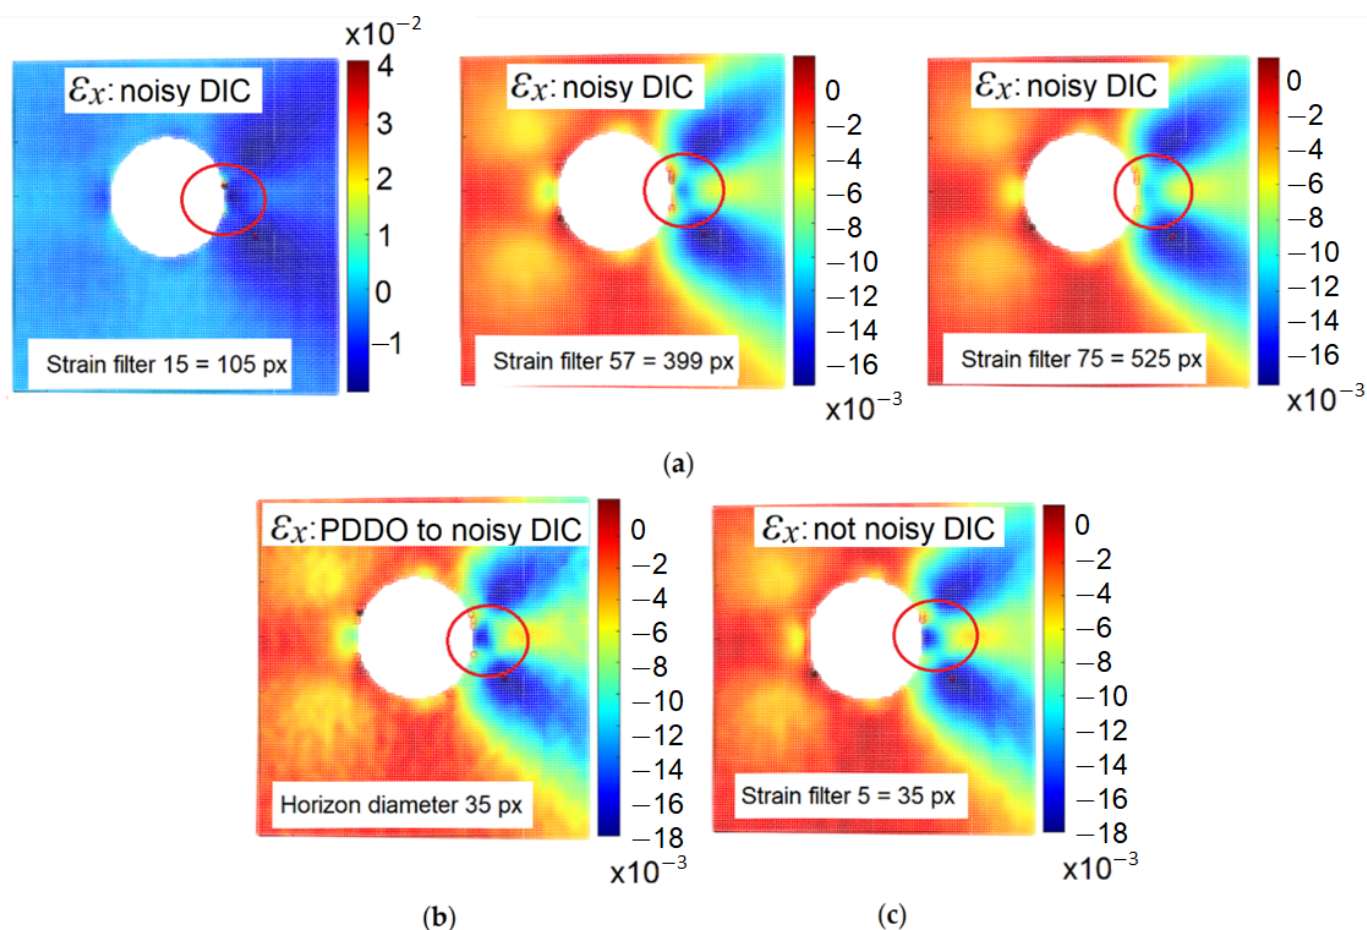 x10−2
εx: noisy DIC
4
3
2
1
0
−1
Strain filter 15 = 105 px
εx: noisy DIC
0
−2
−4
−6
−8
−10
−12
−14
−16
x10−3
Strain filter 57 = 399 px
εx: noisy DIC
0
−2
−4
−6
−8
−10
−12
−14
−16
x10−3
Strain filter 75 = 525 px
(a)
εx: PDDO to noisy DIC
0
−2
−4
−6
−8
−10
−12
−14
−16
−18
x10−3
Horizon diameter 35 px
(b)
εx: not noisy DIC
0
−2
−4
−6
−8
−10
−12
−14
−16
−18
x10−3
Strain filter 5 = 35 px
(c)